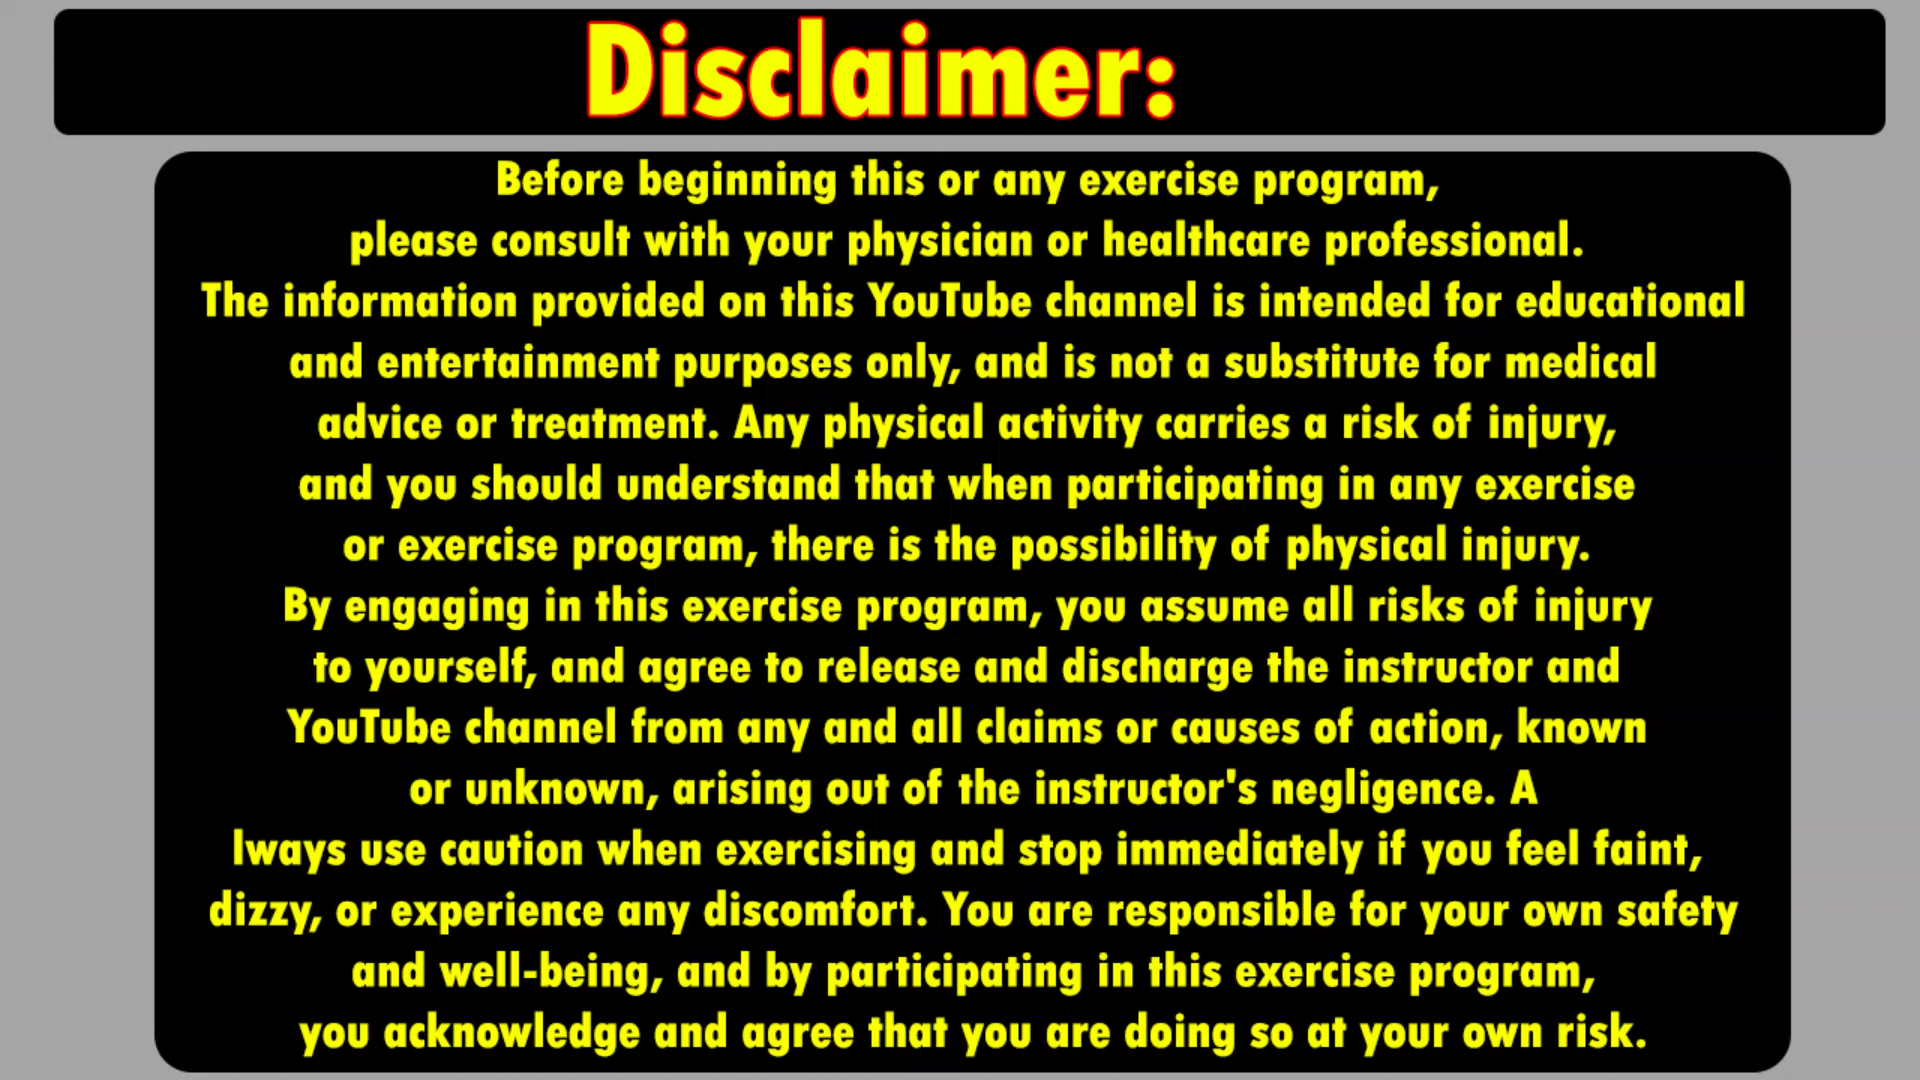 Disclaimer:
Before beginning this or any exercise program,
please consult with your physician or healthcare professional.
The information provided on this YouTube channel is intended for educational
and entertainment purposes only, and is not a substitute for medical
advice or treatment. Any physical activity carries a risk of injury,
and you should understand that when participating in any exercise
or exercise program, there is the possibility of physical injury.
By engaging in this exercise program, you assume all risks of injury
to yourself, and agree to release and discharge the instructor and
YouTube channel from any and all claims or causes of action, known
or unknown, arising out of the instructor's negligence. A
lways use caution when exercising and stop immediately if you feel faint,
dizzy, or experience any discomfort. You are responsible for your own safety
and well-being, and by participating in this exercise program,
you acknowledge and agree that you are doing so at your own risk.